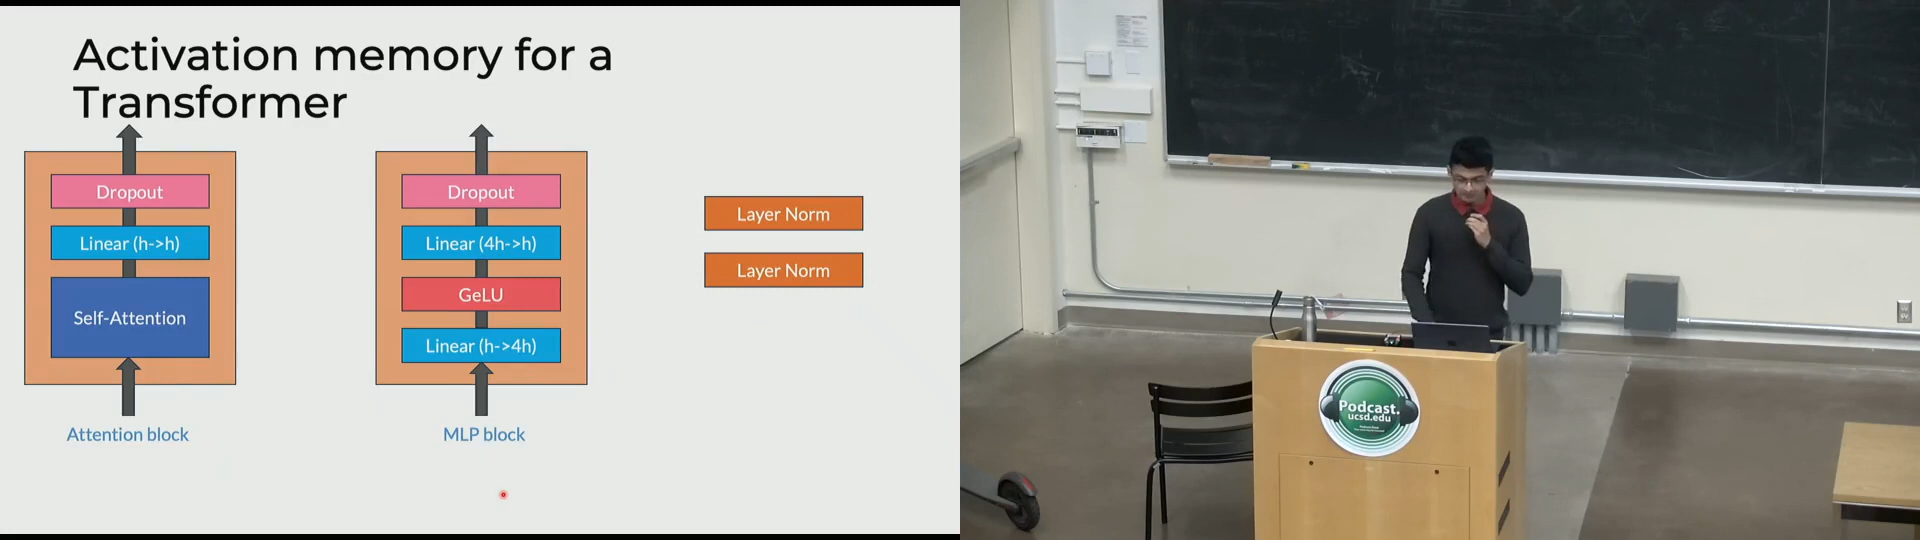 Activation memory for a
Transformer
Dropout
Linear (h->h)
Self-Attention
Attention block
Dropout
Linear (4h->h)
GeLU
Linear (h->4h)
MLP block
Layer Norm
Layer Norm
Podcast.
ucsd.edu